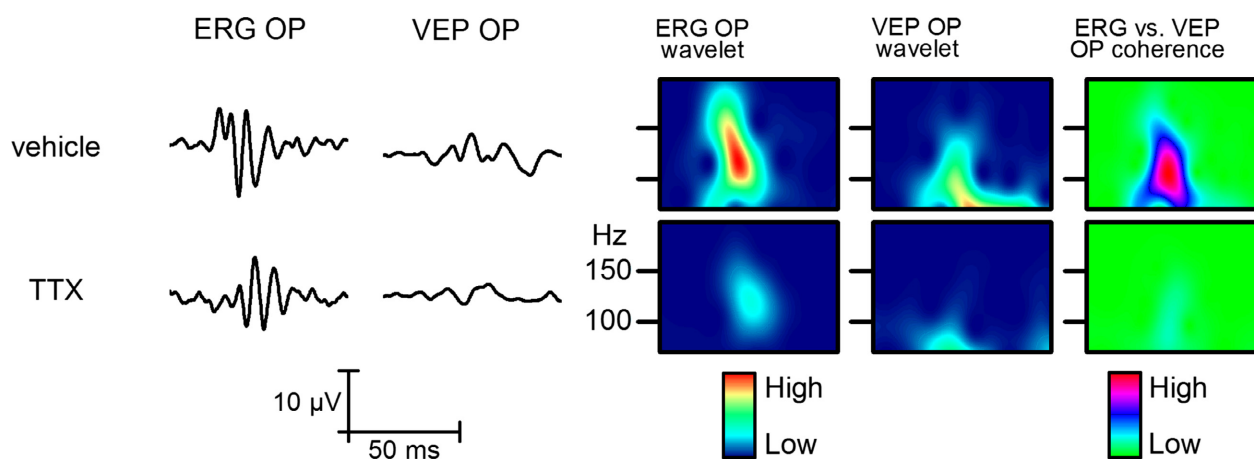 ERG OP
VEP OP
ERG OP
wavelet
VEP OP
wavelet
ERG vs. VEP
OP coherence
vehicle
TTX
Hz
150
100
10 µV
50 ms
High
Low
High
Low